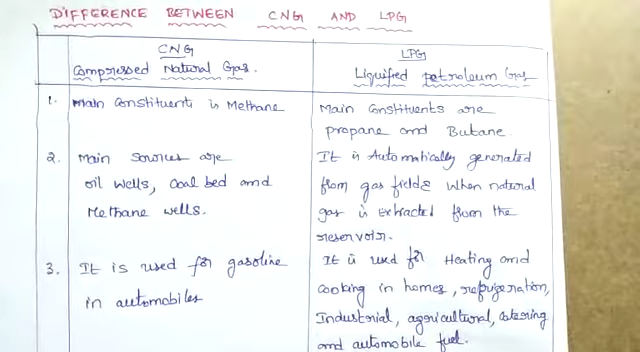 DIFFERENCE BETWEEN CNG AND LPG
CNG
Compressed Natural Gas.
LPG
Liquified petroleum Gas
1. Main Constituent is Methane
Main Constituents are
propane and Butane.
2. Main Sources are
oil wells, Coal bed and
Methane wells.
It is Automatically generated
from gas fields when natural
gas is Extracted from the
reservoir.
3. It is used for gasoline
in automobiles
It is used for Heating and
cooking in homes, refrigeration,
Industrial, agricultural, catering
and automobile fuel.